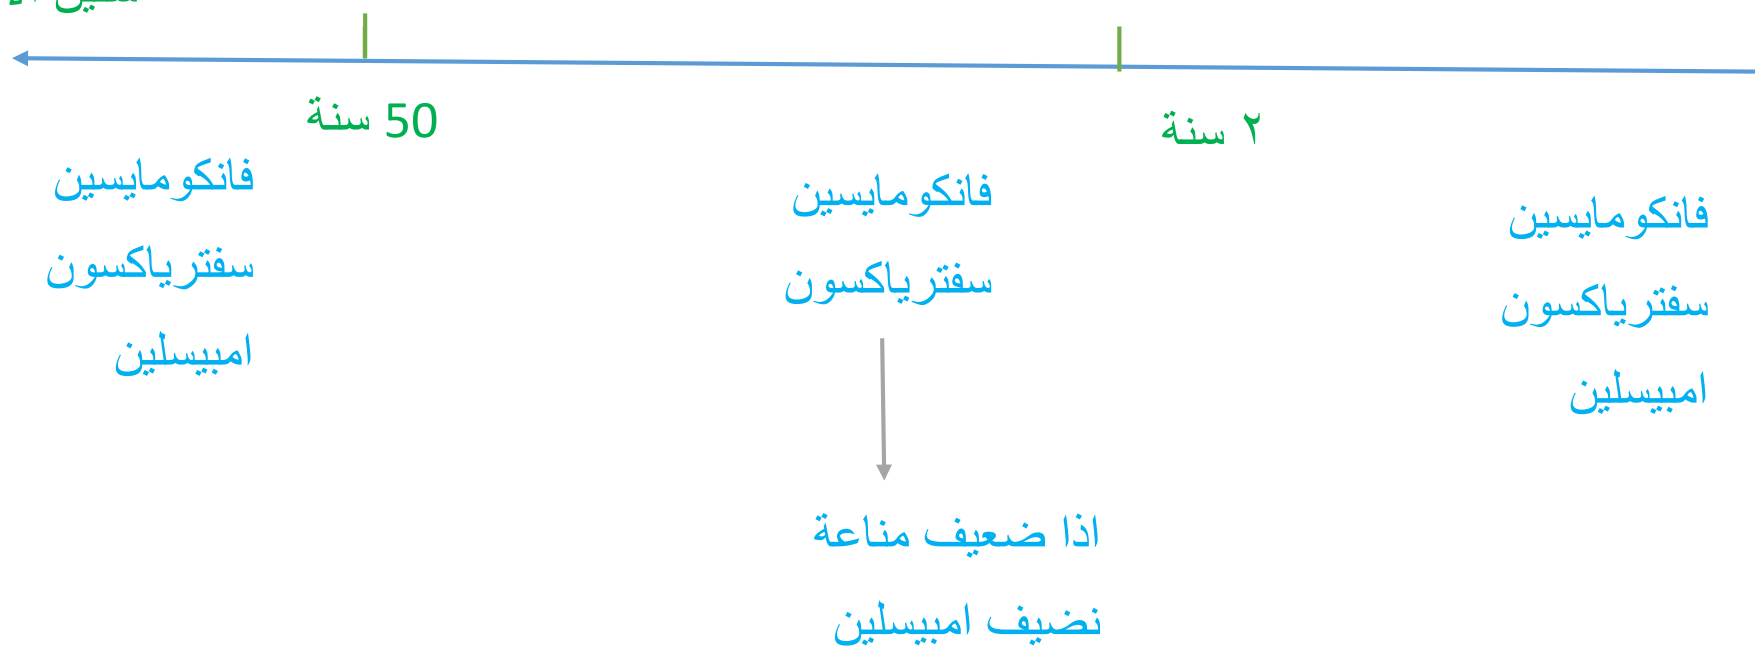 ٢ سنة
50 سنة
فانكومايسين
سفترياكسون
امبيسلين
فانكومايسين
سفترياكسون
اذا ضعيف مناعة
نضيف امبيسلين
فانكومايسين
سفترياكسون
امبيسلين